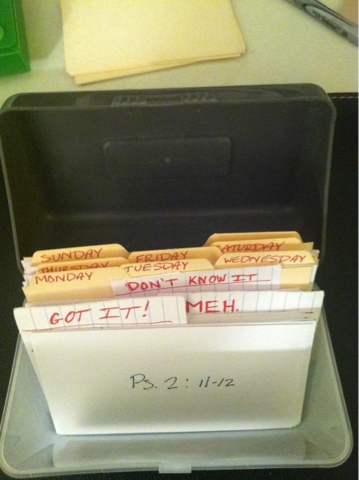 SUNDAY
FRIDAY
SATURDAY
THURSDAY
TUESDAY
WEDNESDAY
MONDAY
DON'T KNOW IT
GOT IT!
MEH.
Ps. 2:11-12